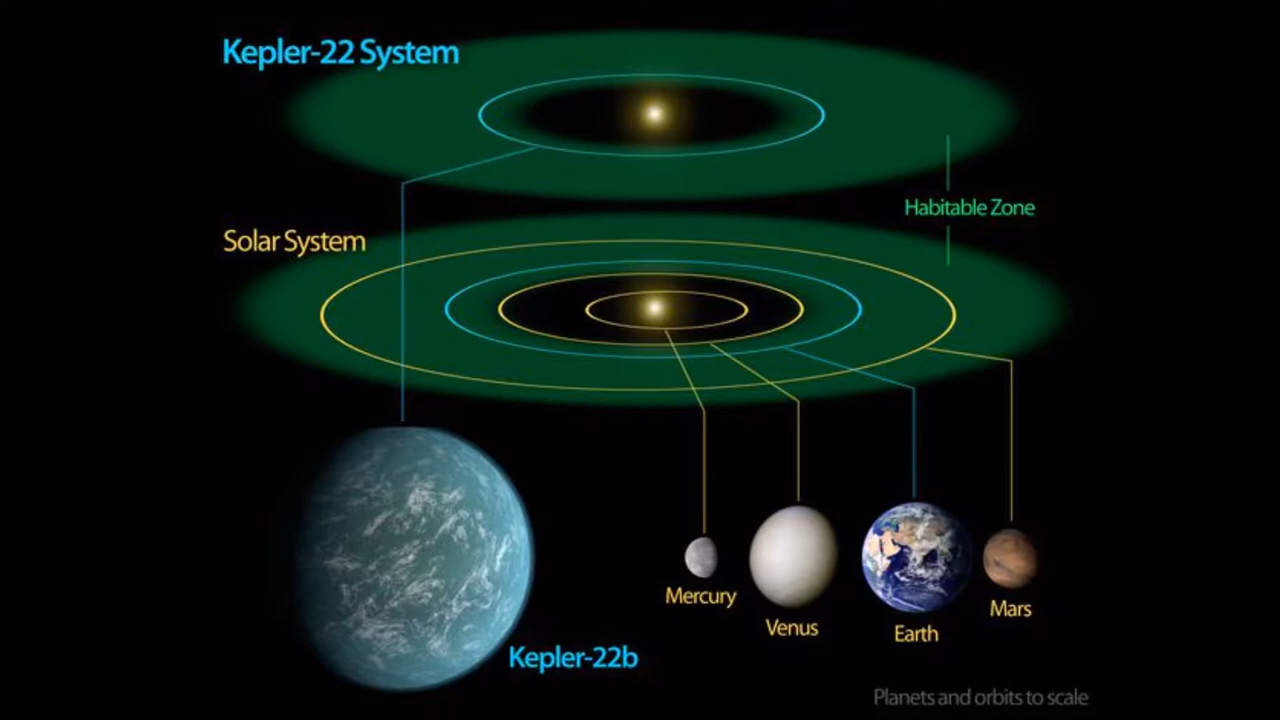 Kepler-22 System
Habitable Zone
Solar System
Mercury
Venus
Earth
Mars
Kepler-22b
Planets and orbits to scale